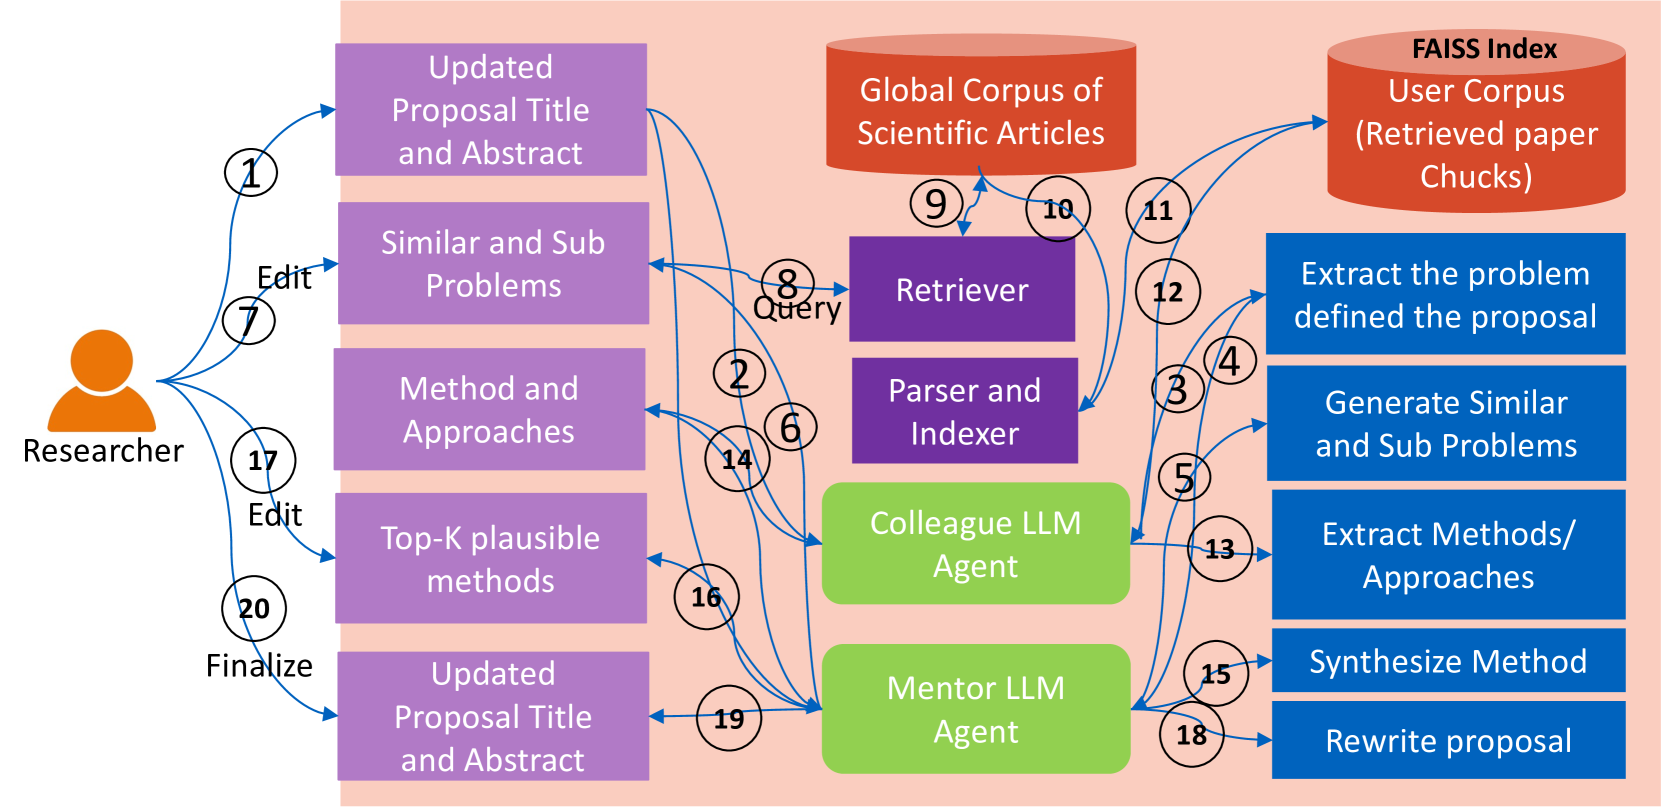 Researcher
1
7
Edit
17
Edit
20
Finalize
Updated
Proposal Title
and Abstract
Similar and Sub
Problems
Method and
Approaches
Top-K plausible
methods
Updated
Proposal Title
and Abstract
8
Query
2
6
14
16
19
Global Corpus of
Scientific Articles
9
10
Retriever
Parser and
Indexer
Colleague LLM
Agent
Mentor LLM
Agent
11
12
3
4
5
13
15
18
FAISS Index
User Corpus
(Retrieved paper
Chucks)
Extract the problem
defined the proposal
Generate Similar
and Sub Problems
Extract Methods/
Approaches
Synthesize Method
Rewrite proposal